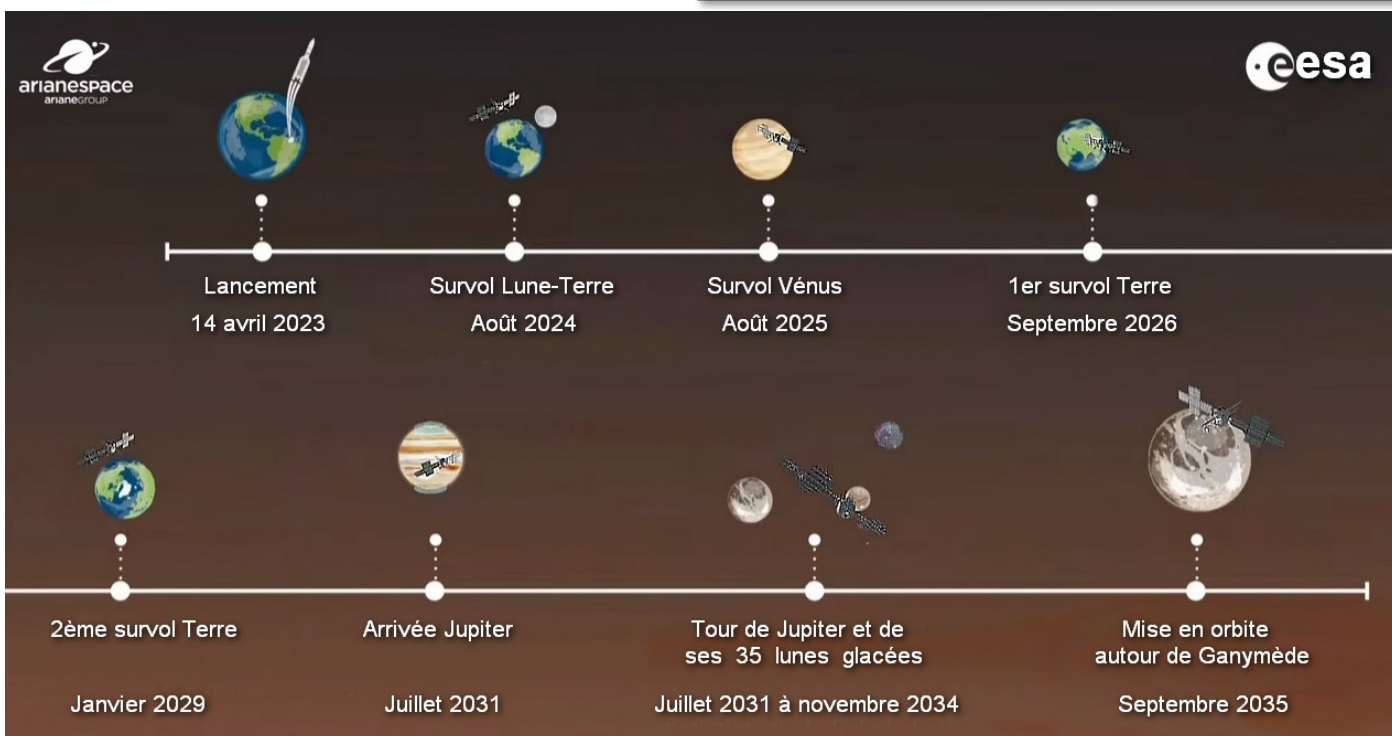 arianespace
arianeGROUP
eesa
Lancement
14 avril 2023
Survol Lune-Terre
Août 2024
Survol Vénus
Août 2025
1er survol Terre
Septembre 2026
2ème survol Terre
Janvier 2029
Arrivée Jupiter
Juillet 2031
Tour de Jupiter et de
ses 35 lunes glacées
Juillet 2031 à novembre 2034
Mise en orbite
autour de Ganymède
Septembre 2035